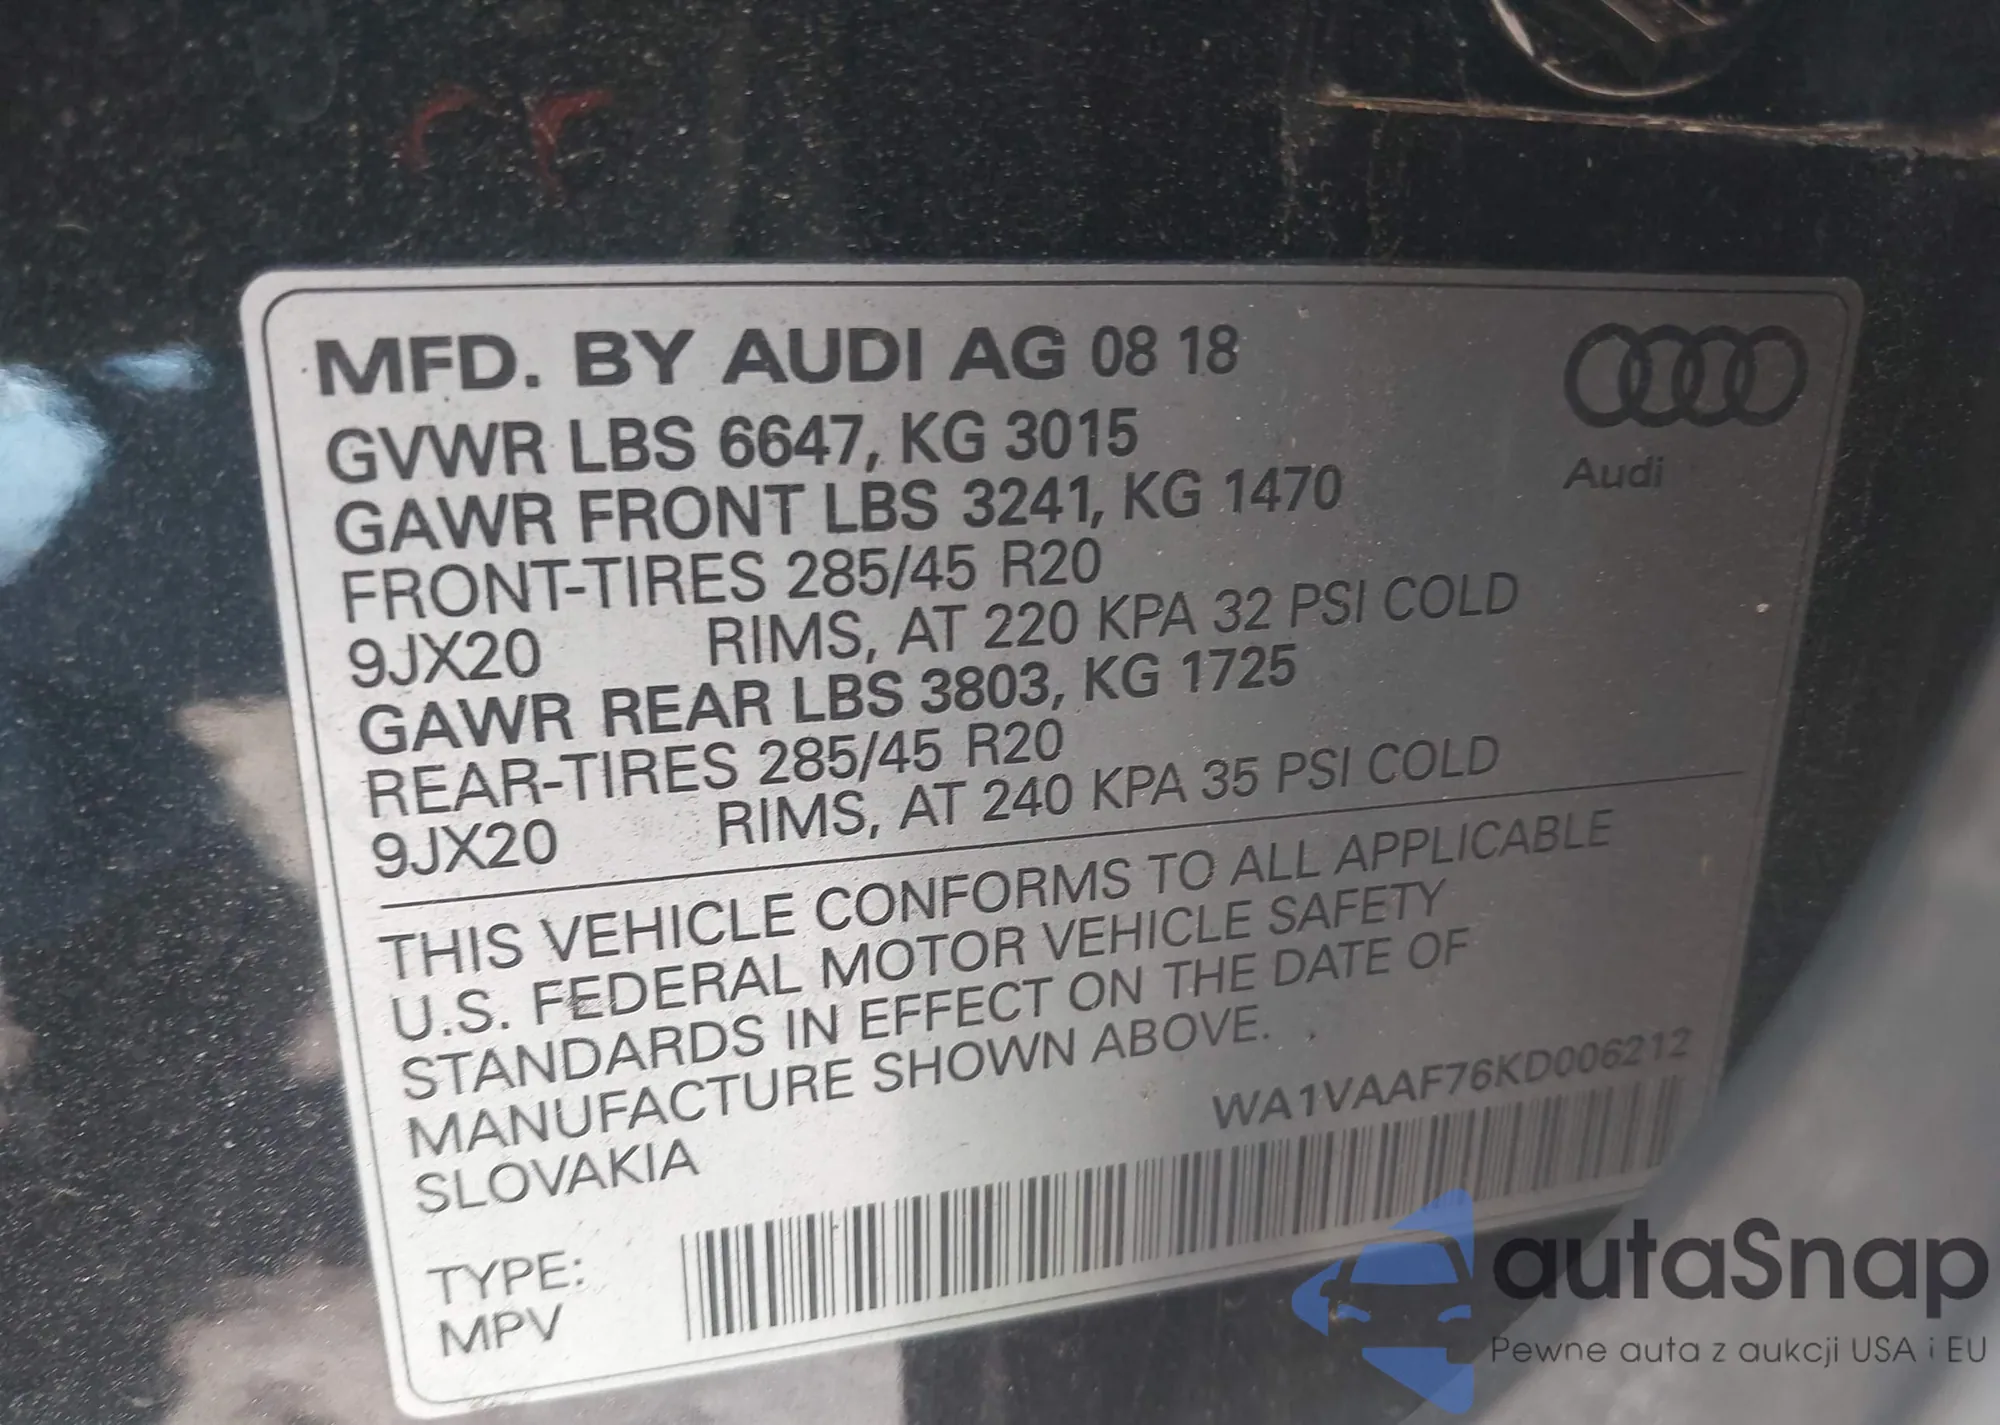 MFD. BY AUDI AG 08 18
GVWR LBS 6647, KG 3015
GAWR FRONT LBS 3241, KG 1470
FRONT-TIRES 285/45 R20
9JX20 RIMS, AT 220 KPA 32 PSI COLD
GAWR REAR LBS 3803, KG 1725
REAR-TIRES 285/45 R20
9JX20 RIMS, AT 240 KPA 35 PSI COLD
Audi
THIS VEHICLE CONFORMS TO ALL APPLICABLE
U.S. FEDERAL MOTOR VEHICLE SAFETY
STANDARDS IN EFFECT ON THE DATE OF
MANUFACTURE SHOWN ABOVE.
SLOVAKIA
WA1VAAF76KD006212
TYPE:
MPV
autaSnap
Pewne auta z aukcji USA i EU